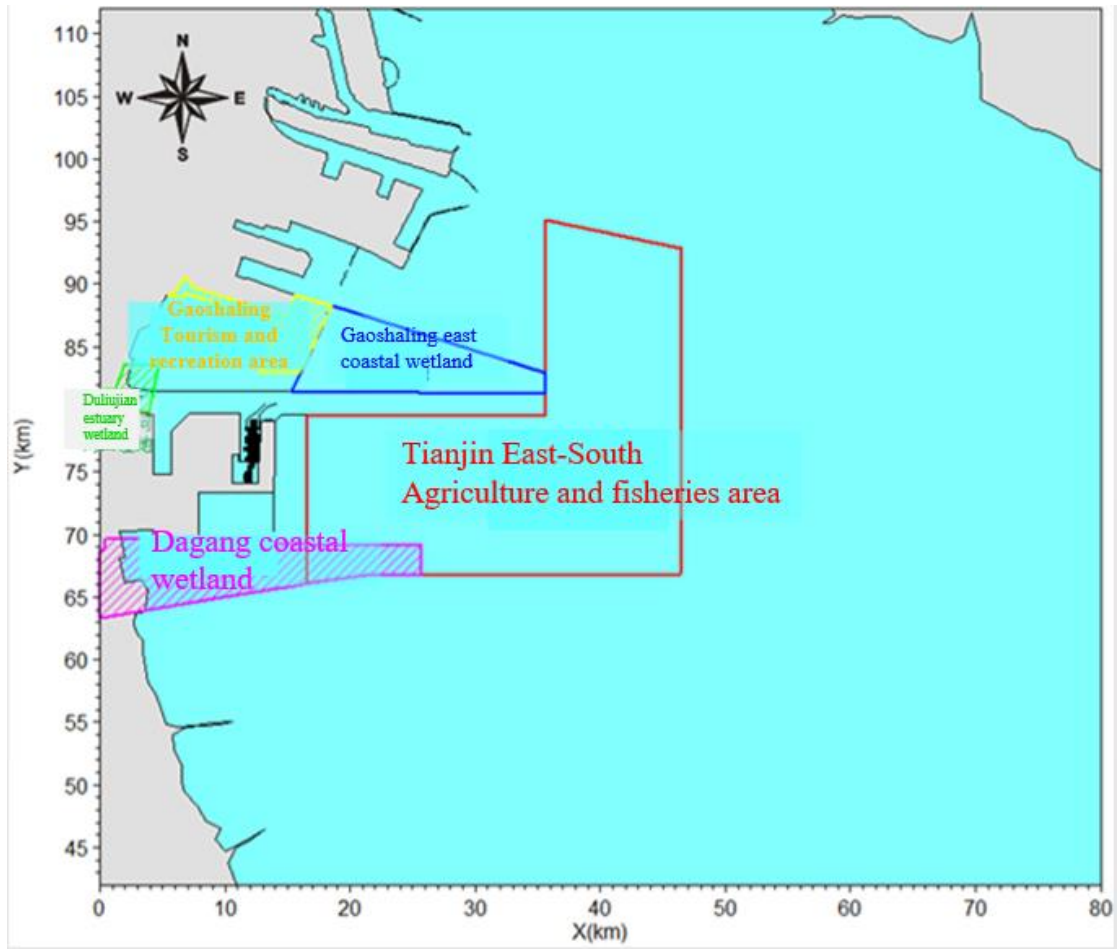 110
105
100
95
90
85
80
75
70
65
60
55
50
45
Y(km)
N
W
E
S
Gaoshaling
Tourism and
recreation area
Gaoshaling east
coastal wetland
Duliujian
estuary
wetland
Tianjin East-South
Agriculture and fisheries area
Dagang coastal
wetland
0
10
20
30
40
50
60
70
80
X(km)